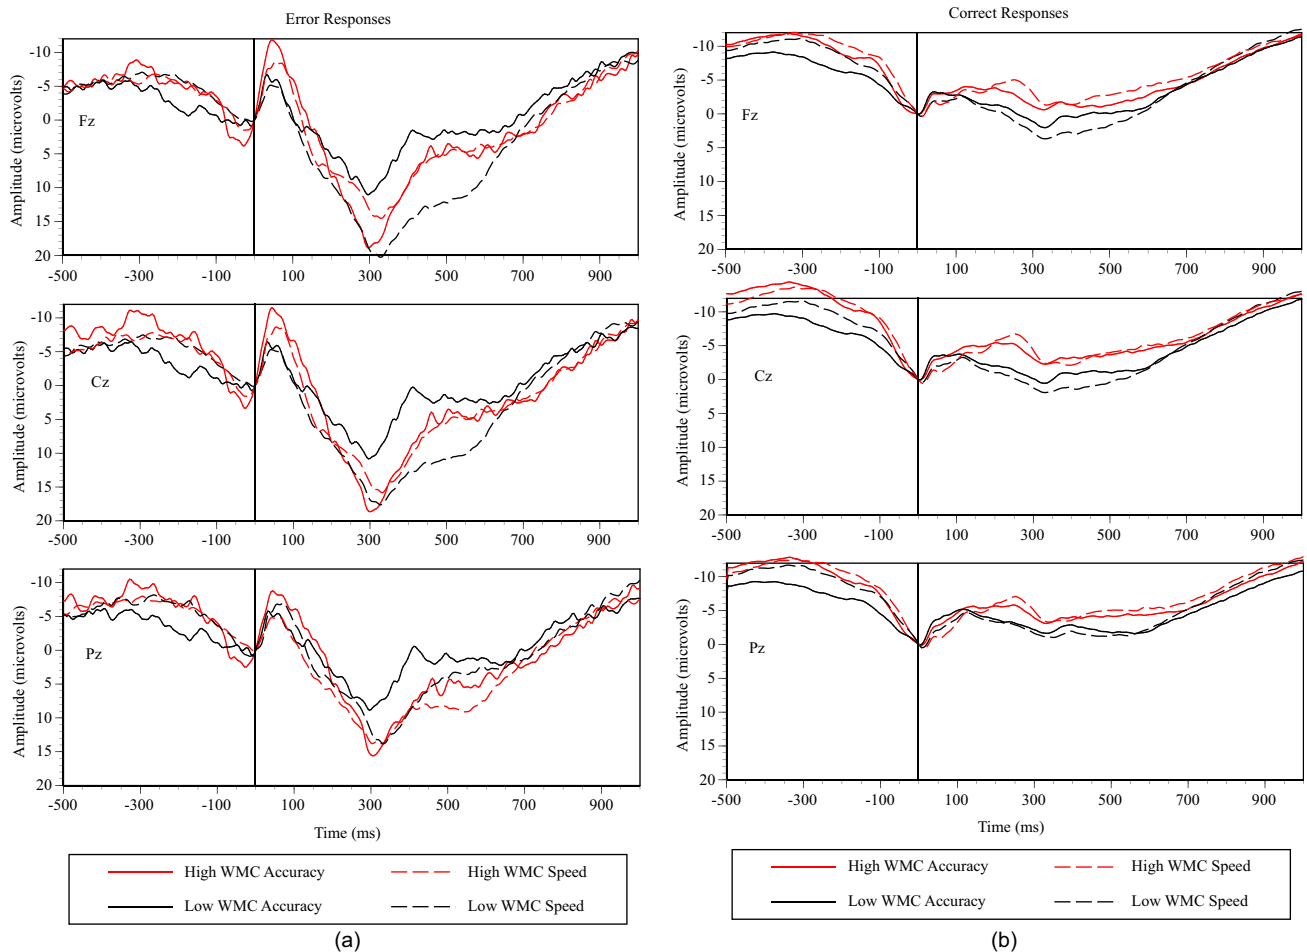 Error Responses
Amplitude (microvolts)
-10
-5
0
5
10
15
20
Fz
-500 -300 -100 100 300 500 700 900
Amplitude (microvolts)
-10
-5
0
5
10
15
20
Cz
-500 -300 -100 100 300 500 700 900
Amplitude (microvolts)
-10
-5
0
5
10
15
20
Pz
-500 -300 -100 100 300 500 700 900
Time (ms)
High WMC Accuracy High WMC Speed
Low WMC Accuracy Low WMC Speed
(a)
Correct Responses
Amplitude (microvolts)
-10
-5
0
5
10
15
20
Fz
-500 -300 -100 100 300 500 700 900
Amplitude (microvolts)
-10
-5
0
5
10
15
20
Cz
-500 -300 -100 100 300 500 700 900
Amplitude (microvolts)
-10
-5
0
5
10
15
20
Pz
-500 -300 -100 100 300 500 700 900
Time (ms)
High WMC Accuracy High WMC Speed
Low WMC Accuracy Low WMC Speed
(b)